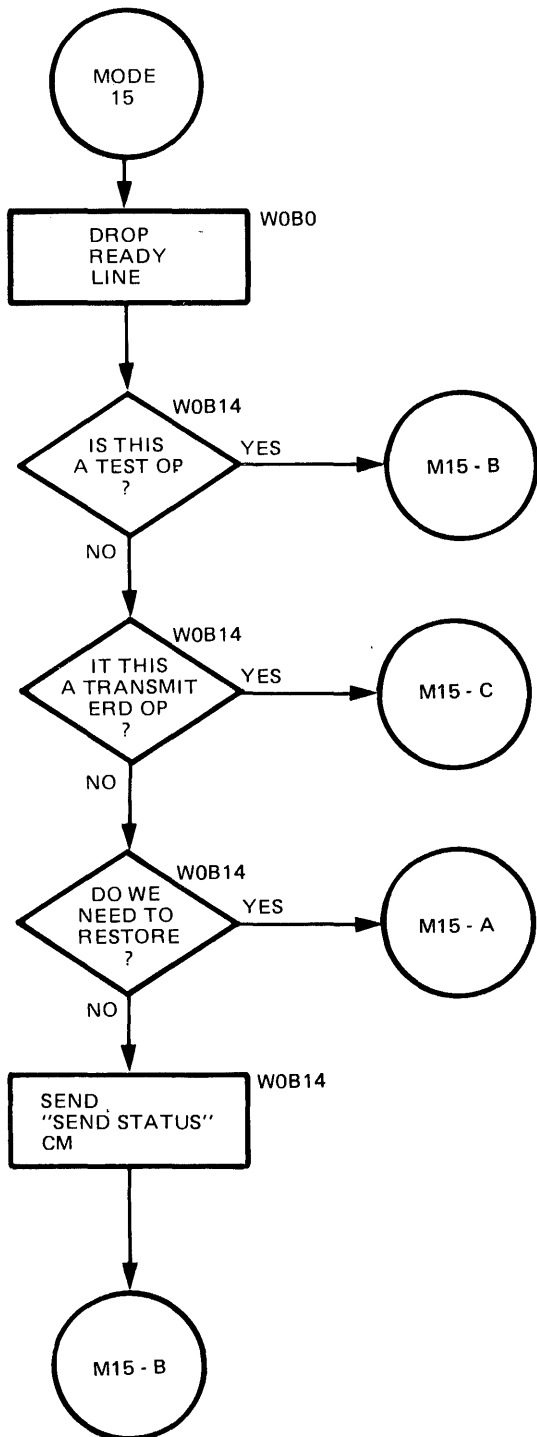 MODE
15
W0B0
DROP
READY
LINE
W0B14
IS THIS
A TEST OP
?
YES
M15 - B
NO
W0B14
IT THIS
A TRANSMIT
ERD OP
?
YES
M15 - C
NO
W0B14
DO WE
NEED TO
RESTORE
?
YES
M15 - A
NO
W0B14
SEND
"SEND STATUS"
CM
M15 - B